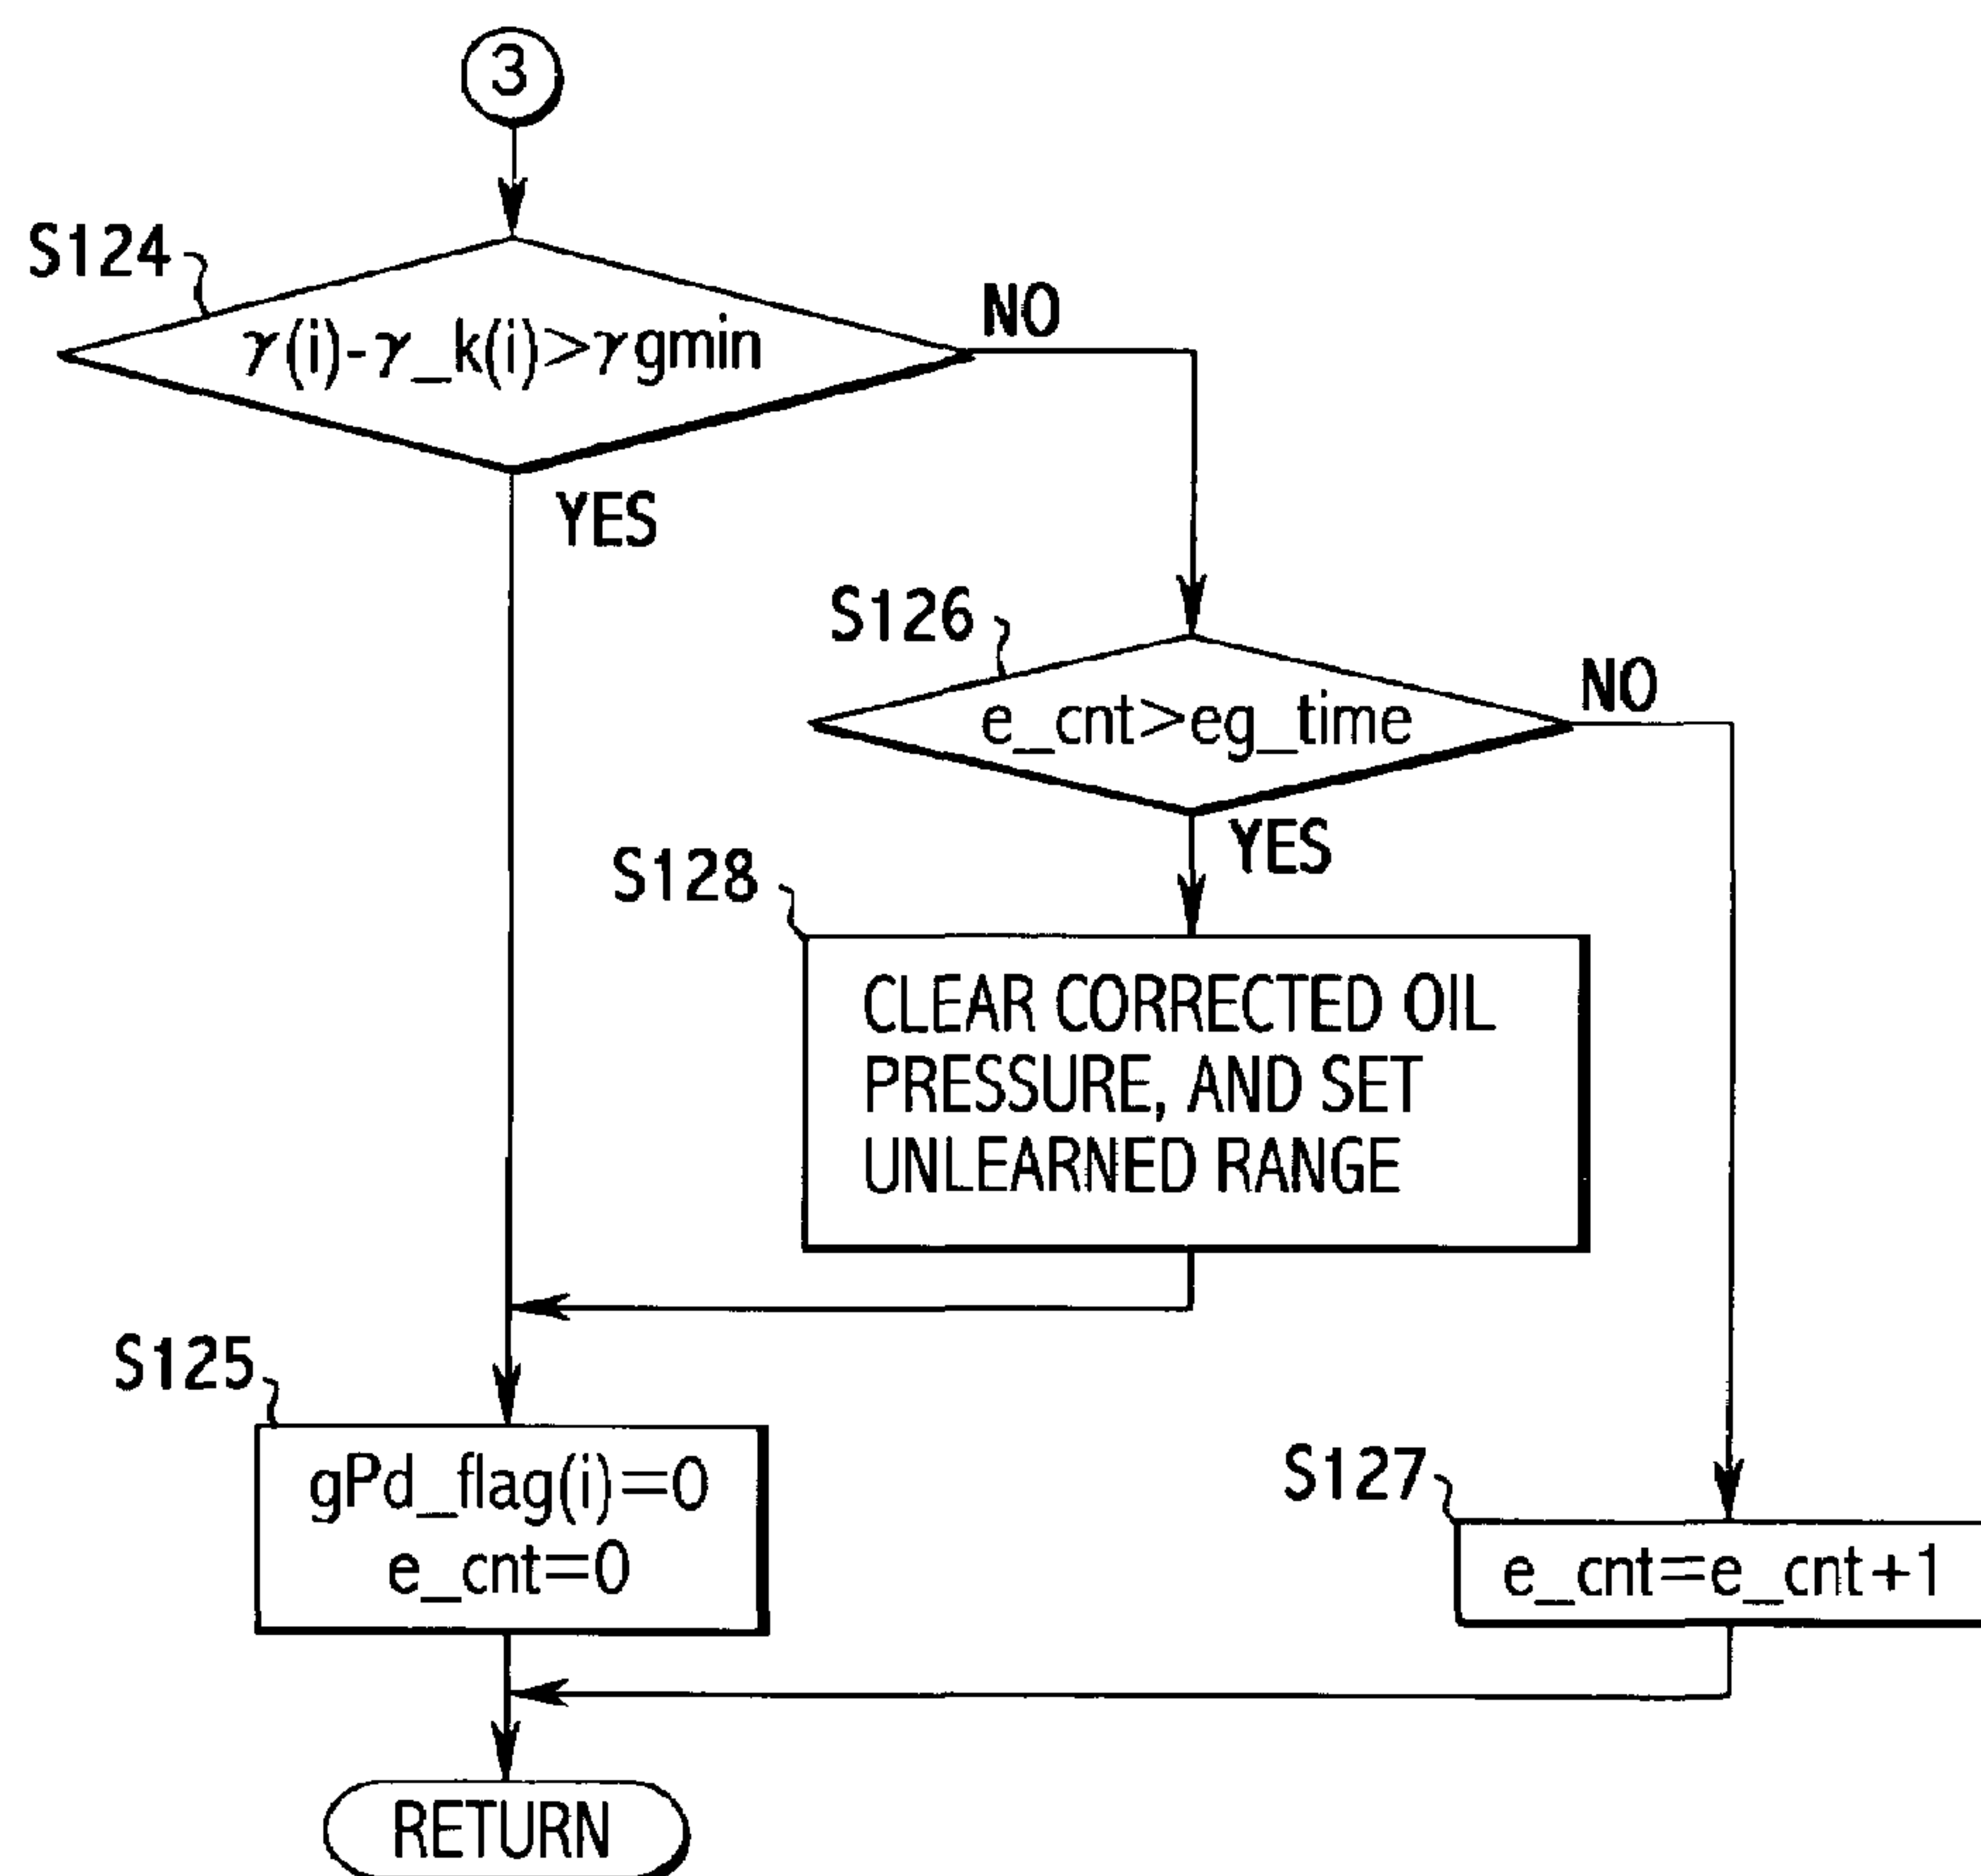 3
S124
γ(i)-γ_k(i)>γgmin
NO
YES
S126
e_cnt>eg_time
NO
YES
S128
CLEAR CORRECTED OIL
PRESSURE, AND SET
UNLEARNED RANGE
S125
gPd_flag(i)=0
e_cnt=0
S127
e_cnt=e_cnt+1
RETURN